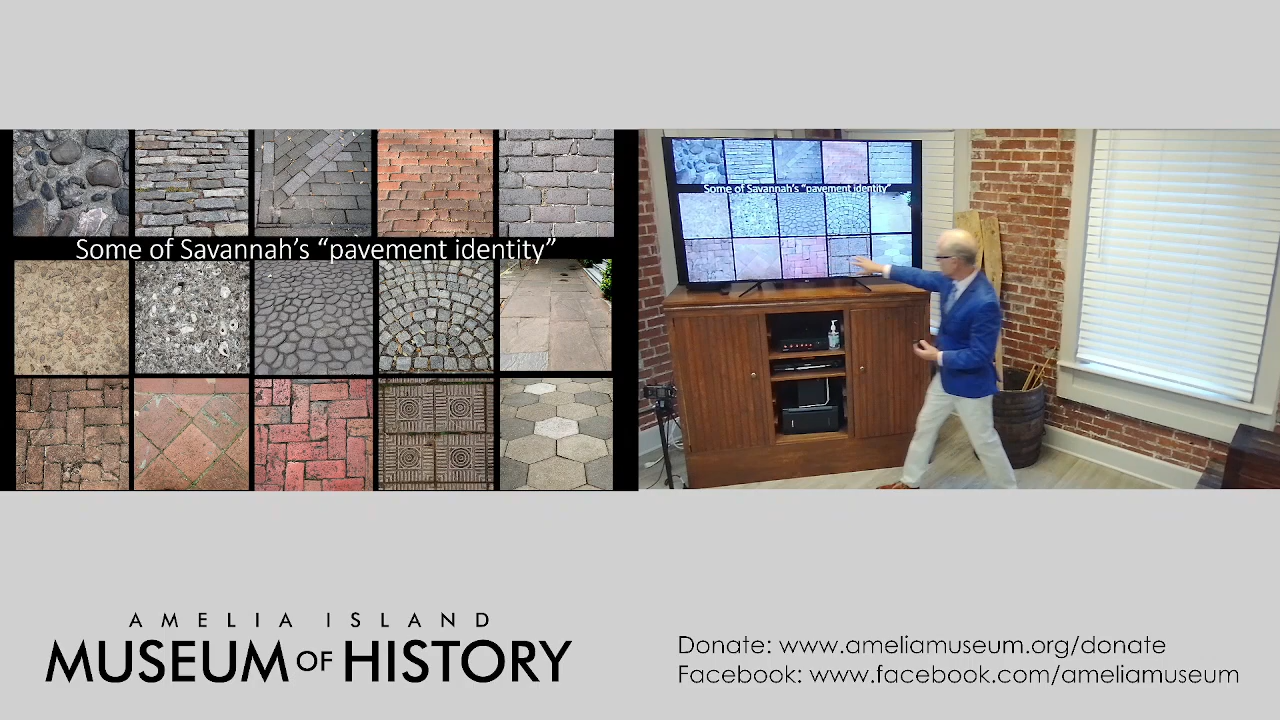 Some of Savannah's “pavement identity”
Some of Savannah's “pavement identity”
AMELIA ISLAND
MUSEUM OF HISTORY
Donate: www.ameliamuseum.org/donate
Facebook: www.facebook.com/ameliamuseum